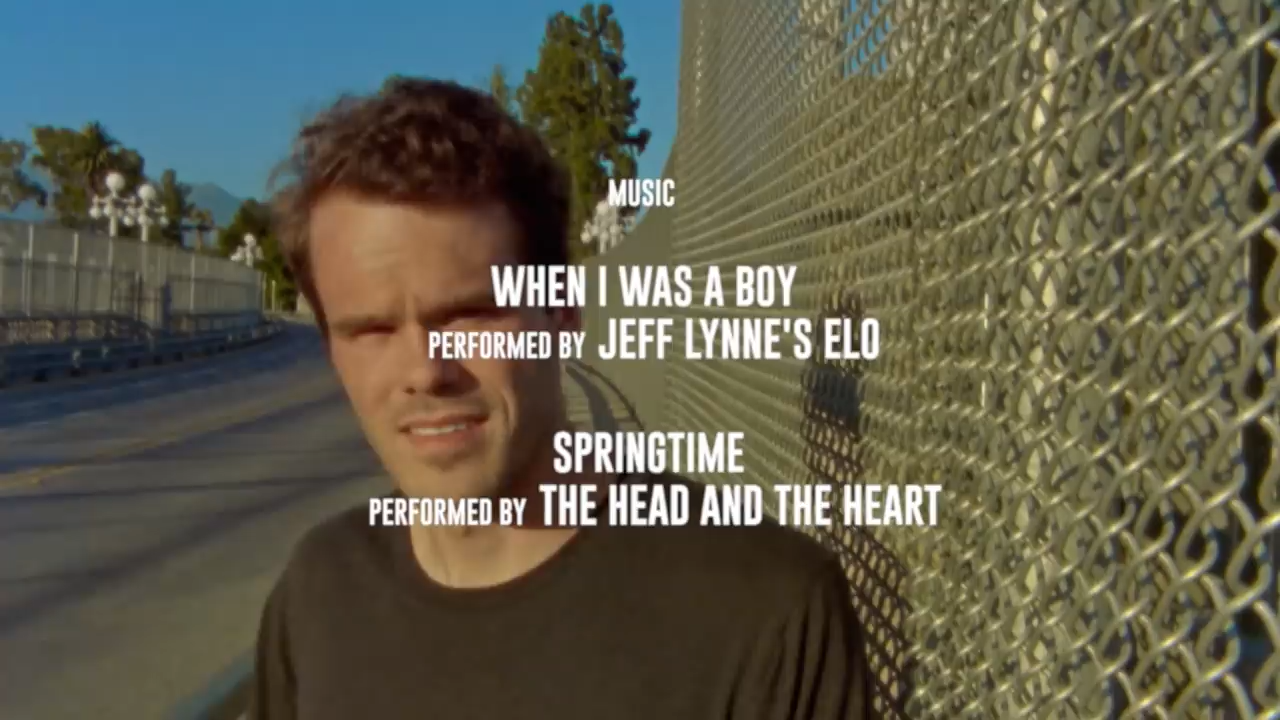 MUSIC
WHEN I WAS A BOY
PERFORMED BY JEFF LYNNE'S ELO
SPRINGTIME
PERFORMED BY THE HEAD AND THE HEART